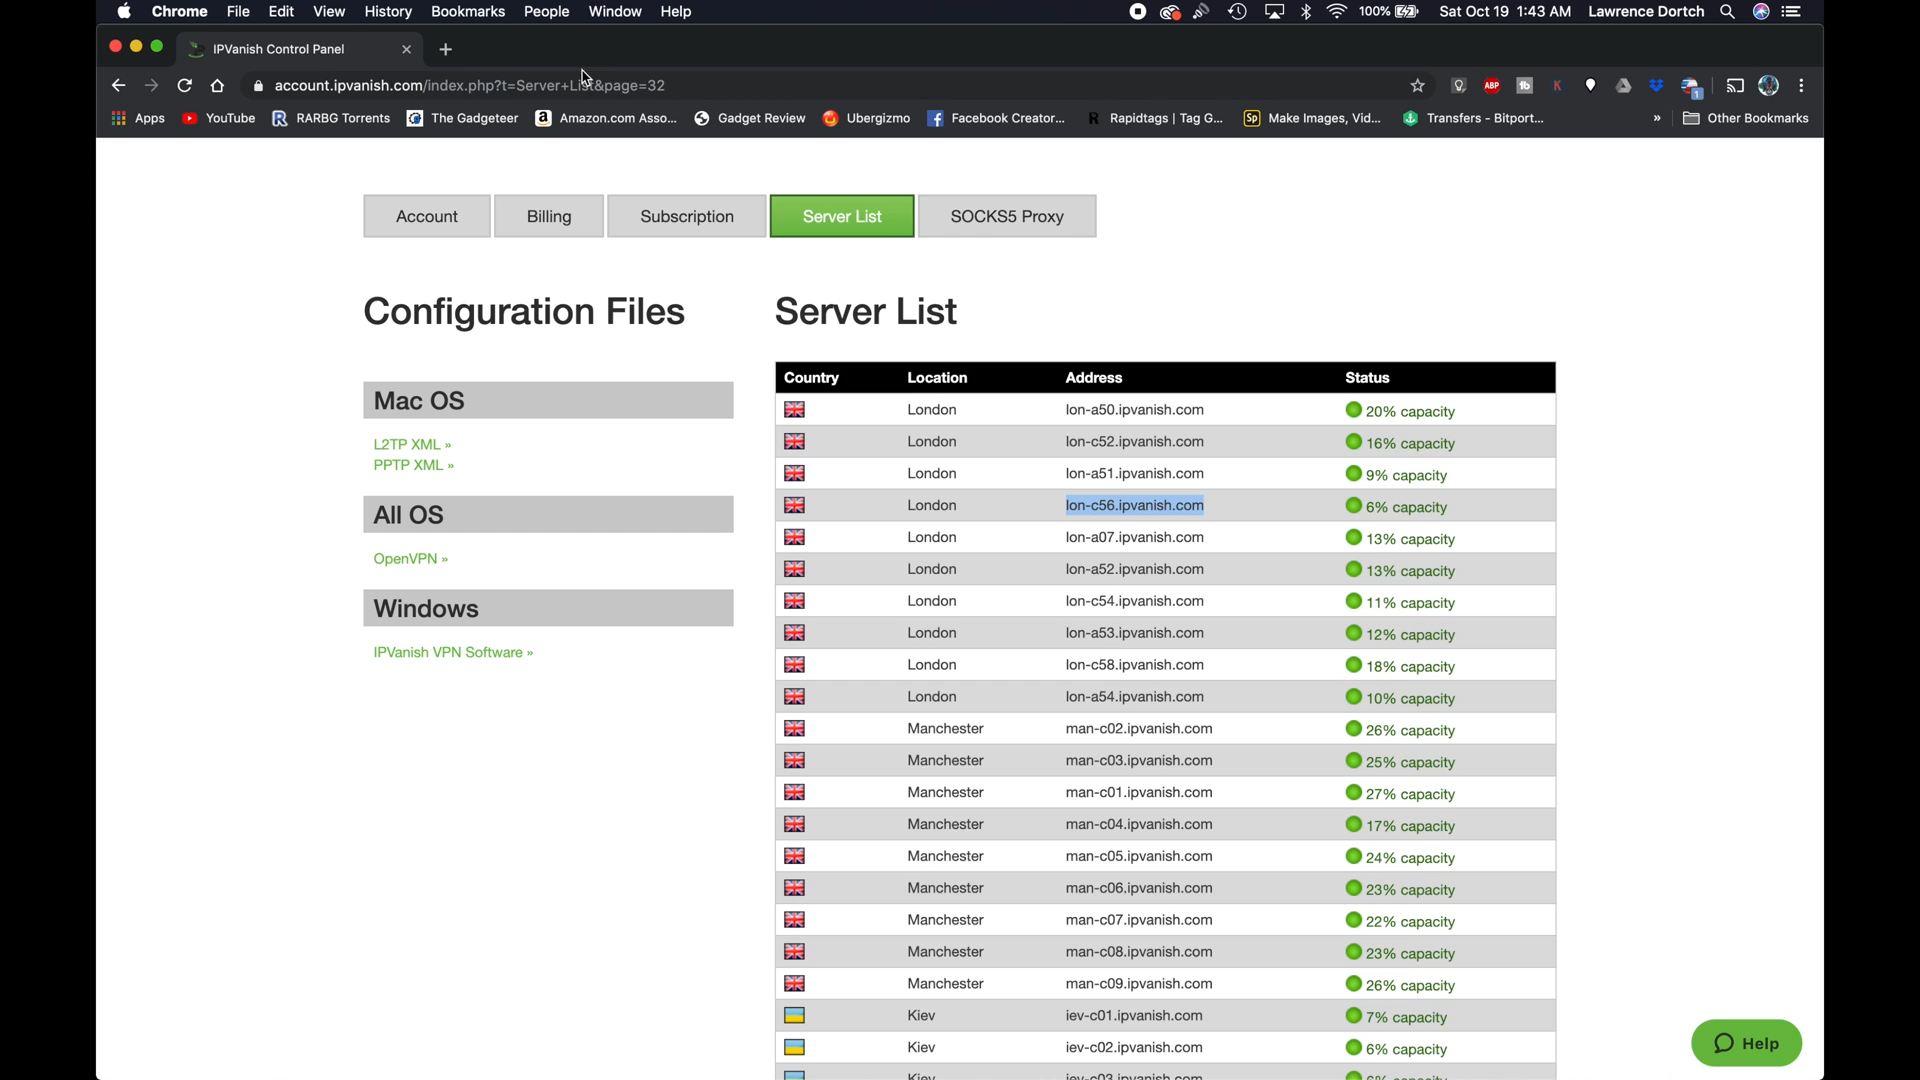 Chrome File Edit View History Bookmarks People Window Help 100% Sat Oct 19 1:43 AM Lawrence Dortch
IPVanish Control Panel
account.ipvanish.com/index.php?t=Server+List&page=32
ABP tb K 1
Apps YouTube RARBG Torrents The Gadgeteer Amazon.com Asso... Gadget Review Ubergizmo Facebook Creator... Rapidtags | Tag G... Sp Make Images, Vid... Transfers - Bitport... » Other Bookmarks
Account Billing Subscription Server List SOCKS5 Proxy
Configuration Files
Mac OS
L2TP XML »
PPTP XML »
All OS
OpenVPN »
Windows
IPVanish VPN Software »
Server List
Country Location Address Status
London lon-a50.ipvanish.com 20% capacity
London lon-c52.ipvanish.com 16% capacity
London lon-a51.ipvanish.com 9% capacity
London lon-c56.ipvanish.com 6% capacity
London lon-a07.ipvanish.com 13% capacity
London lon-a52.ipvanish.com 13% capacity
London lon-c54.ipvanish.com 11% capacity
London lon-a53.ipvanish.com 12% capacity
London lon-c58.ipvanish.com 18% capacity
London lon-a54.ipvanish.com 10% capacity
Manchester man-c02.ipvanish.com 26% capacity
Manchester man-c03.ipvanish.com 25% capacity
Manchester man-c01.ipvanish.com 27% capacity
Manchester man-c04.ipvanish.com 17% capacity
Manchester man-c05.ipvanish.com 24% capacity
Manchester man-c06.ipvanish.com 23% capacity
Manchester man-c07.ipvanish.com 22% capacity
Manchester man-c08.ipvanish.com 23% capacity
Manchester man-c09.ipvanish.com 26% capacity
Kiev iev-c01.ipvanish.com 7% capacity
Kiev iev-c02.ipvanish.com 6% capacity
Kiev iev-c03.ipvanish.com 6% capacity
Help